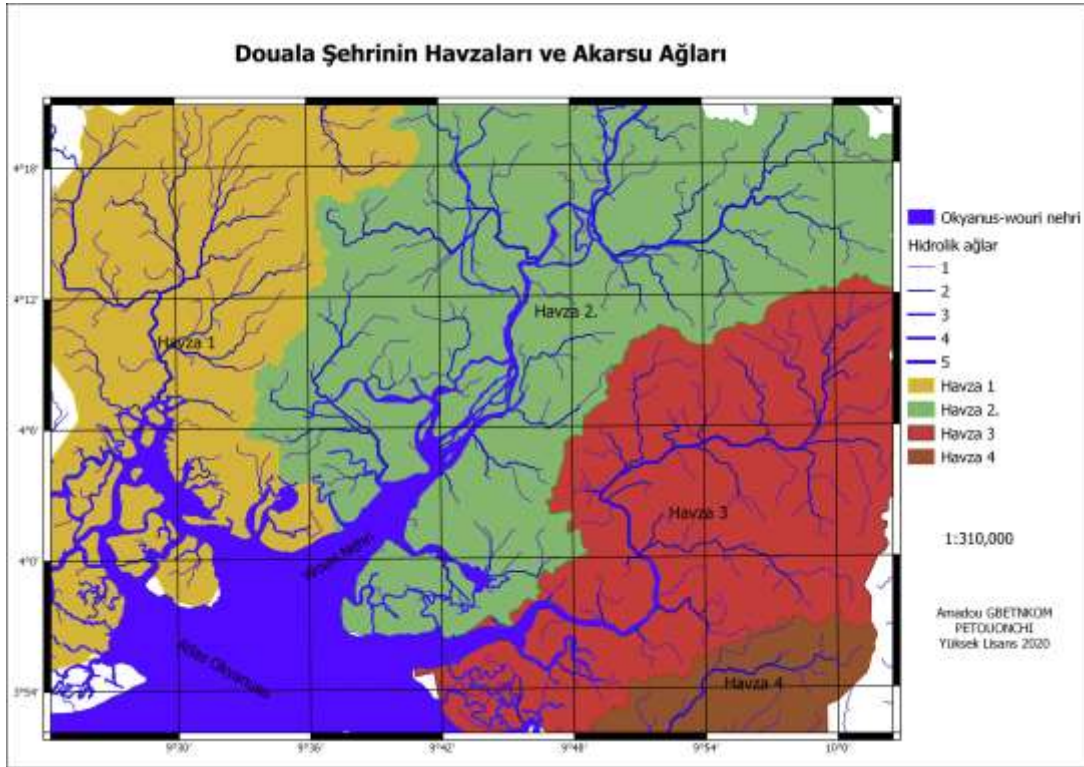 Douala Şehrinin Havzaları ve Akarsu Ağları
4°18'
4°12'
4°6'
4°0'
3°54'
9°30'
9°36'
9°42'
9°48'
9°54'
10°0'
Havza 1
Havza 2.
Havza 3
Havza 4
Wouri Nehri
Atlas Okyanusu
Okyanus-wouri nehri
Hidrolik ağlar
1
2
3
4
5
Havza 1
Havza 2.
Havza 3
Havza 4
1:310,000
Amadou GBETNKOM
PETOUONCHI
Yüksek Lisans 2020